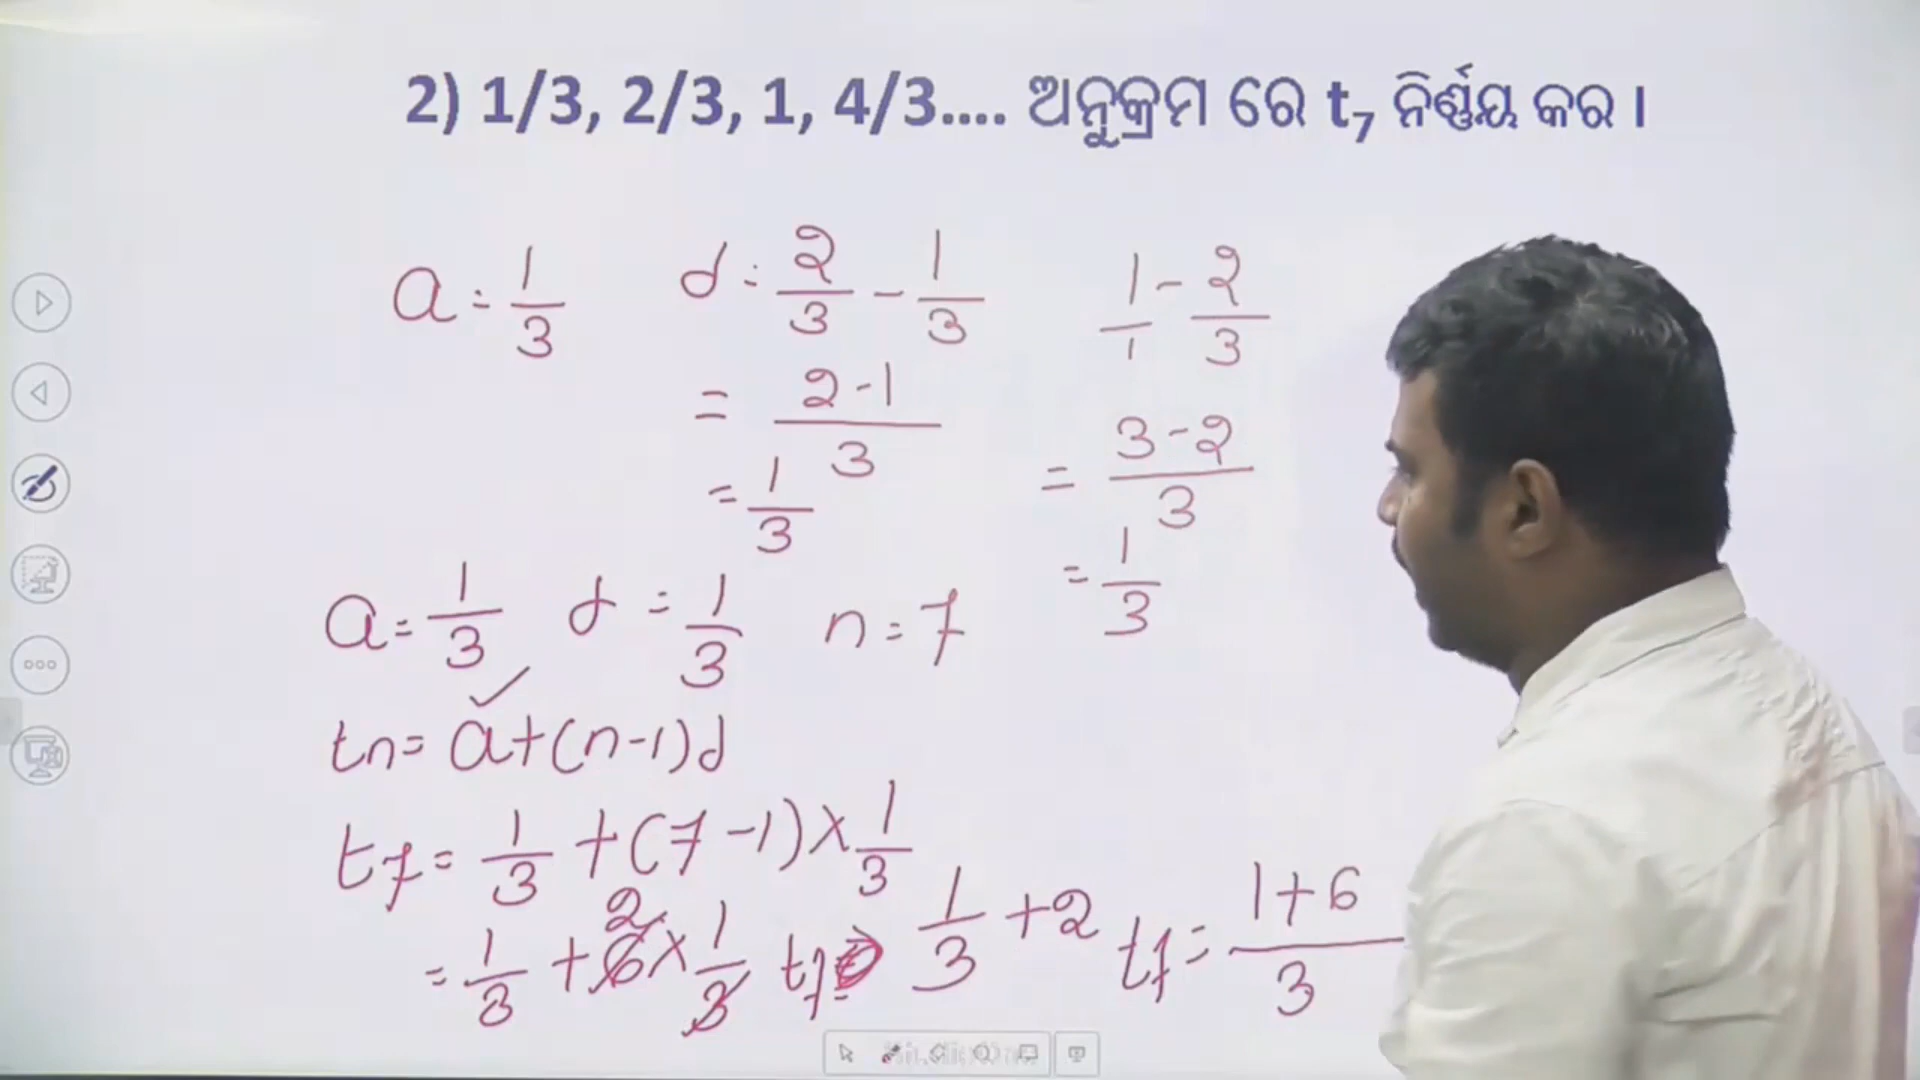 2) 1/3, 2/3, 1, 4/3.... ଅନୁକ୍ରମ ରେ t₇ ନିର୍ଣ୍ଣୟ କର ।
a = 1/3 d = 2/3 - 1/3 1/1 - 2/3
= (2-1)/3 = (3-2)/3
= 1/3 = 1/3
a = 1/3 d = 1/3 n = 7
tn = a+(n-1)d
t7 = 1/3 + (7-1) × 1/3
= 1/3 + 6 × 1/3 2 t7 = 1/3 + 2 t7 = (1+6)/3